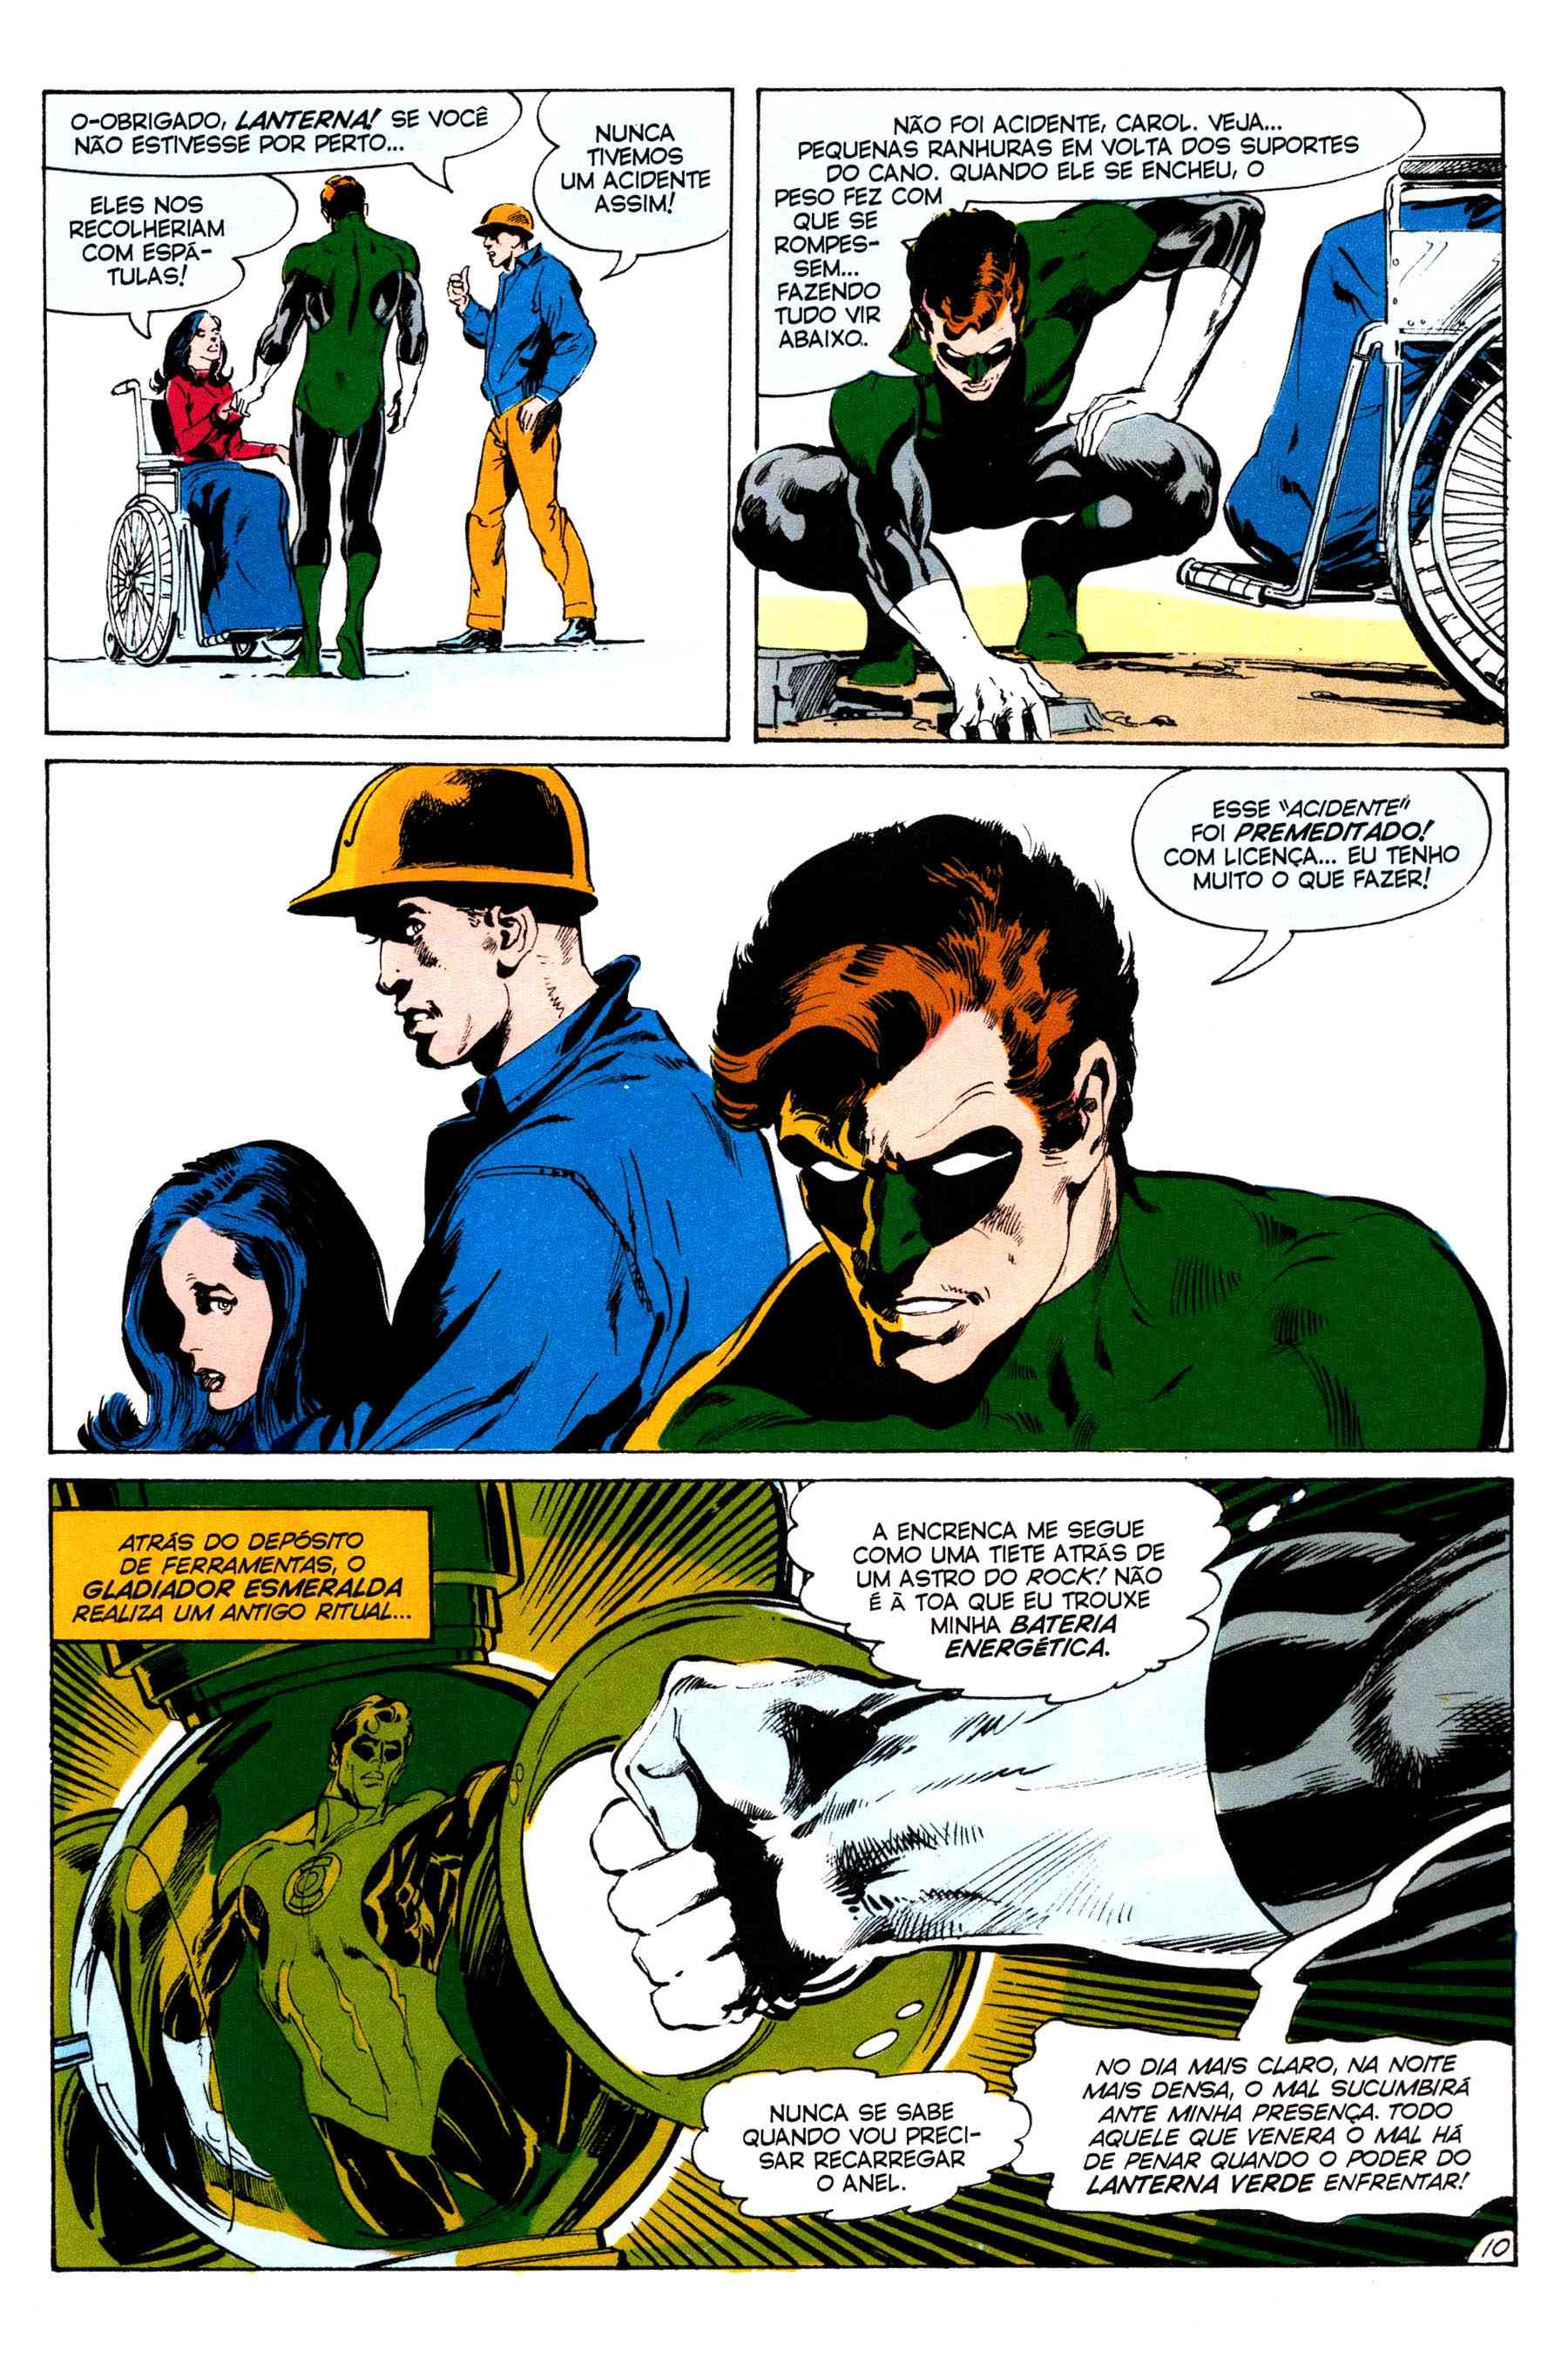 O-OBRIGADO, LANTERNA! SE VOCÊ
NÃO ESTIVESSE POR PERTO...
ELES NOS
RECOLHERIAM
COM ESPÁ-
TULAS!
NUNCA
TIVEMOS
UM ACIDENTE
ASSIM!
NÃO FOI ACIDENTE, CAROL. VEJA...
PEQUENAS RANHURAS EM VOLTA DOS SUPORTES
DO CANO. QUANDO ELE SE ENCHEU, O
PESO FEZ COM
QUE SE
ROMPES-
SEM...
FAZENDO
TUDO VIR
ABAIXO.
ESSE "ACIDENTE"
FOI PREMEDITADO!
COM LICENÇA... EU TENHO
MUITO O QUE FAZER!
ATRÁS DO DEPÓSITO
DE FERRAMENTAS, O
GLADIADOR ESMERALDA
REALIZA UM ANTIGO RITUAL...
A ENCRENCA ME SEGUE
COMO UMA TIETE ATRÁS DE
UM ASTRO DO ROCK! NÃO
É À TOA QUE EU TROUXE
MINHA BATERIA
ENERGÉTICA.
NUNCA SE SABE
QUANDO VOU PRECI-
SAR RECARREGAR
O ANEL.
NO DIA MAIS CLARO, NA NOITE
MAIS DENSA, O MAL SUCUMBIRÁ
ANTE MINHA PRESENÇA. TODO
AQUELE QUE VENERA O MAL HÁ
DE PENAR QUANDO O PODER DO
LANTERNA VERDE ENFRENTAR!
10